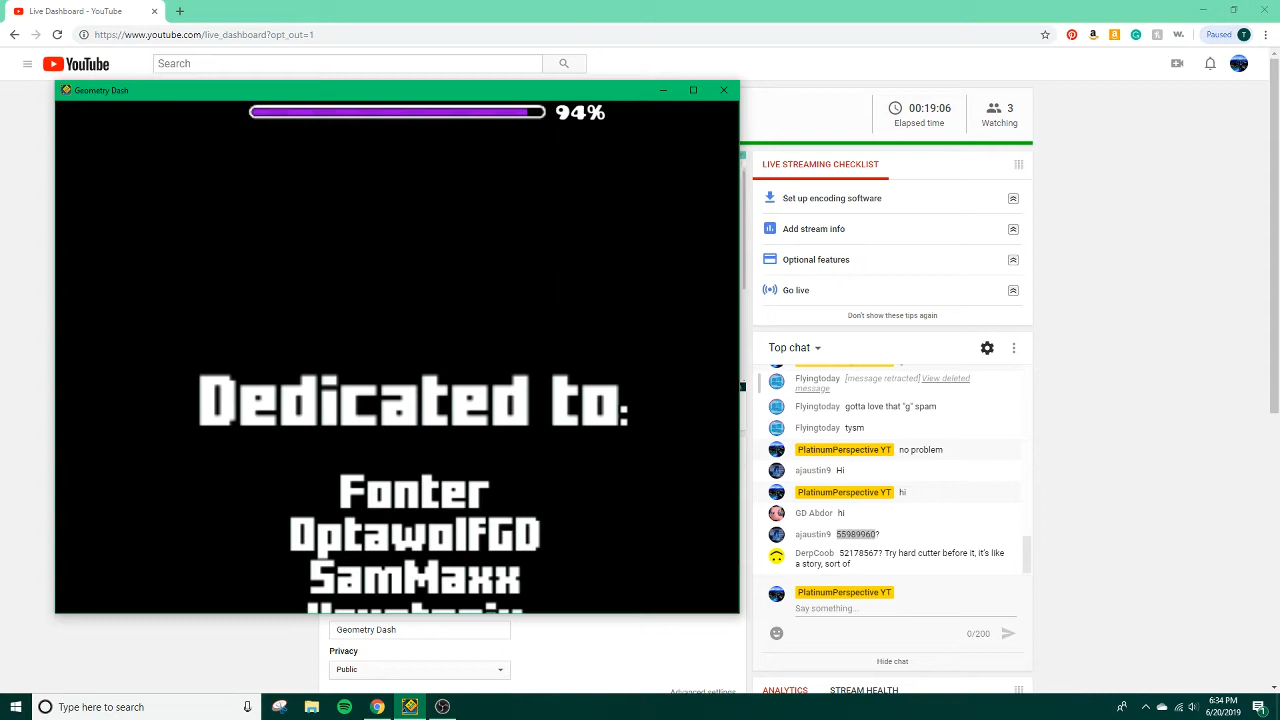 Live Dashboard - YouTube
https://www.youtube.com/live_dashboard?opt_out=1
Paused
T
YouTube
Search
Geometry Dash
94%
Dedicated to:
Fonter
OptawolfGD
SamMaxx
00:19:06
Elapsed time
3
Watching
LIVE STREAMING CHECKLIST
Set up encoding software
Add stream info
Optional features
Go live
Don't show these tips again
Top chat
Flyingtoday [message retracted] View deleted
message
Flyingtoday gotta love that "g" spam
Flyingtoday tysm
PlatinumPerspective YT no problem
ajaustin9 Hi
PlatinumPerspective YT hi
GD Abdor hi
ajaustin9 55989960?
DerpCoob 52178567? Try hard cutter before it, it's like
a story, sort of
PlatinumPerspective YT
Say something...
0/200
Hide chat
Geometry Dash
Privacy
Public
Advanced settings
ANALYTICS STREAM HEALTH
Type here to search
6:34 PM
6/20/2019